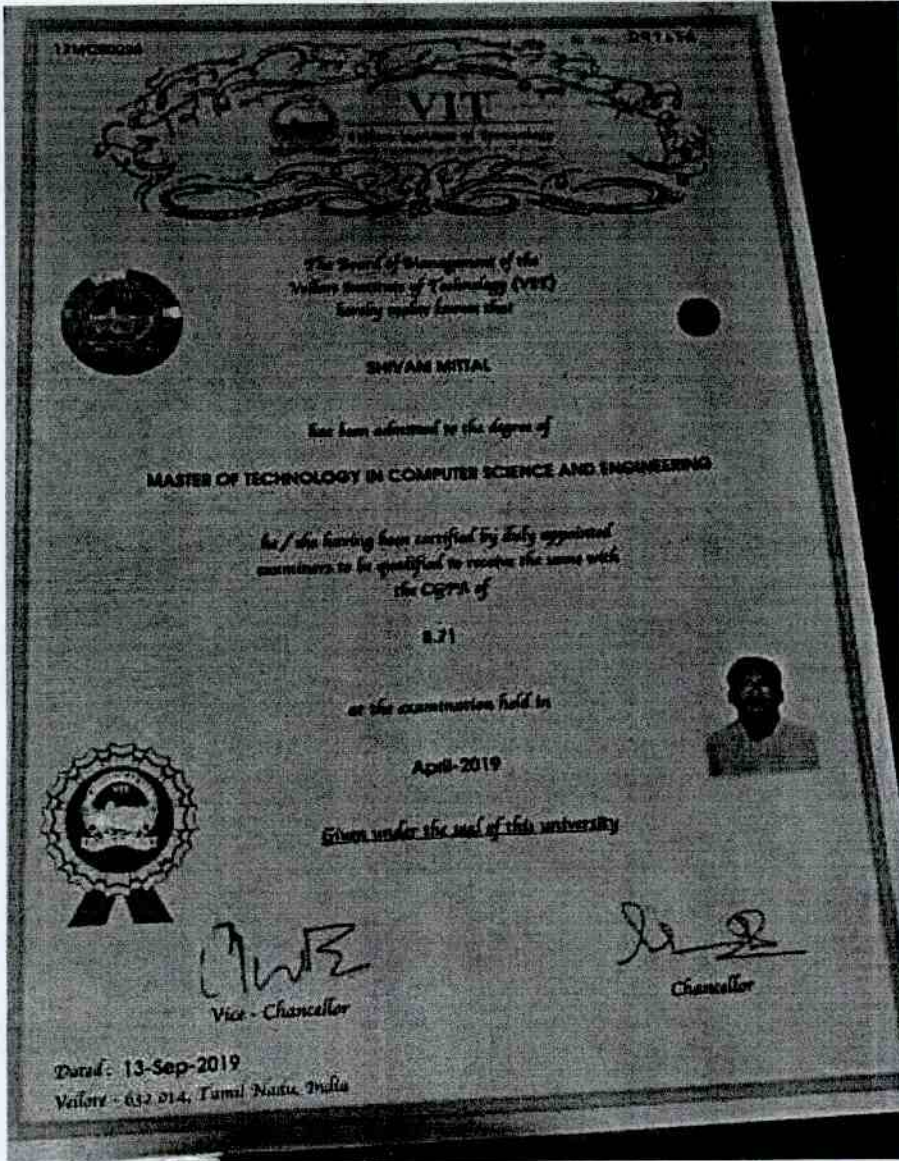 VIT
The Board of Management of the
Vellore Institute of Technology (VIT)
hereby makes known that
SHIVAM MITTAL
has been admitted to the degree of
MASTER OF TECHNOLOGY IN COMPUTER SCIENCE AND ENGINEERING
he / she having been certified by duly appointed
examiners to be qualified to receive the same with
the CGPA of
8.71
at the examination held in
April-2019
Given under the seal of this university
Vice - Chancellor
Chancellor
Dated: 13-Sep-2019
Vellore - 632 014, Tamil Nadu, India